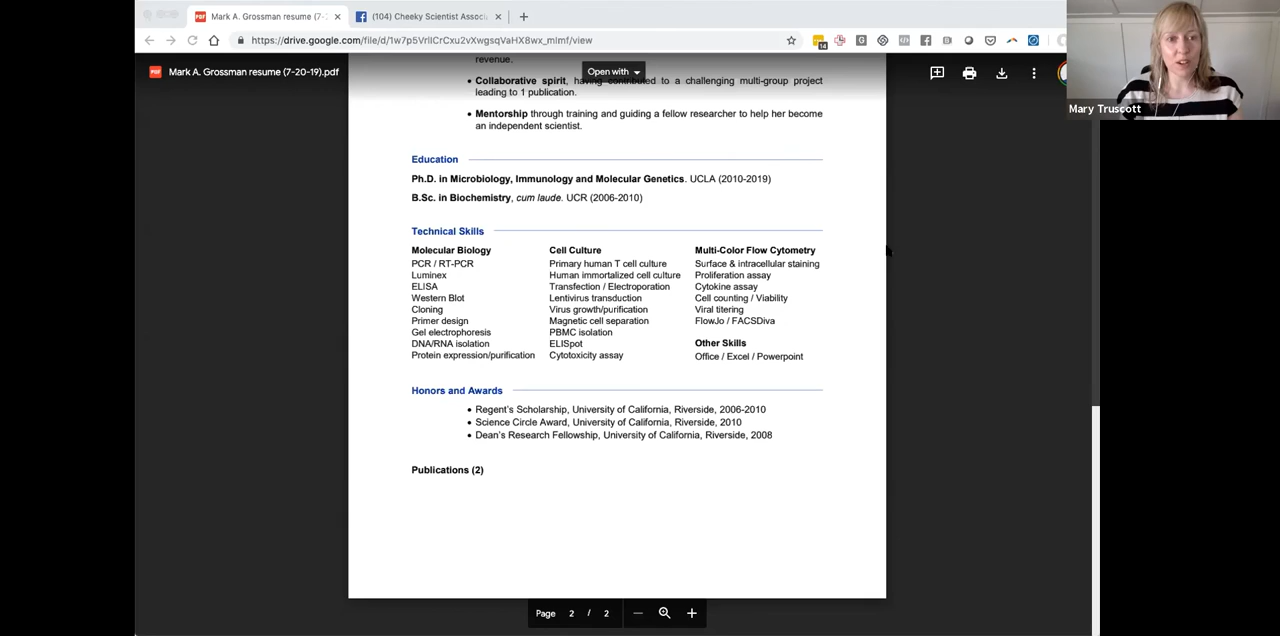 Mark A. Grossman resume (7-2
(104) Cheeky Scientist Associ
https://drive.google.com/file/d/1w7p5VrlICrCxu2vXwgsqVaHX8wx_mlmf/view
14
Mary Truscott
PDF
Mark A. Grossman resume (7-20-19).pdf
Open with
revenue.
• Collaborative spirit, having contributed to a challenging multi-group project
leading to 1 publication.
• Mentorship through training and guiding a fellow researcher to help her become
an independent scientist.
Education
Ph.D. in Microbiology, Immunology and Molecular Genetics. UCLA (2010-2019)
B.Sc. in Biochemistry, cum laude. UCR (2006-2010)
Technical Skills
Molecular Biology
PCR / RT-PCR
Luminex
ELISA
Western Blot
Cloning
Primer design
Gel electrophoresis
DNA/RNA isolation
Protein expression/purification
Cell Culture
Primary human T cell culture
Human immortalized cell culture
Transfection / Electroporation
Lentivirus transduction
Virus growth/purification
Magnetic cell separation
PBMC isolation
ELISpot
Cytotoxicity assay
Multi-Color Flow Cytometry
Surface & intracellular staining
Proliferation assay
Cytokine assay
Cell counting / Viability
Viral titering
FlowJo / FACSDiva
Other Skills
Office / Excel / Powerpoint
Honors and Awards
• Regent's Scholarship, University of California, Riverside, 2006-2010
• Science Circle Award, University of California, Riverside, 2010
• Dean's Research Fellowship, University of California, Riverside, 2008
Publications (2)
Page 2 / 2